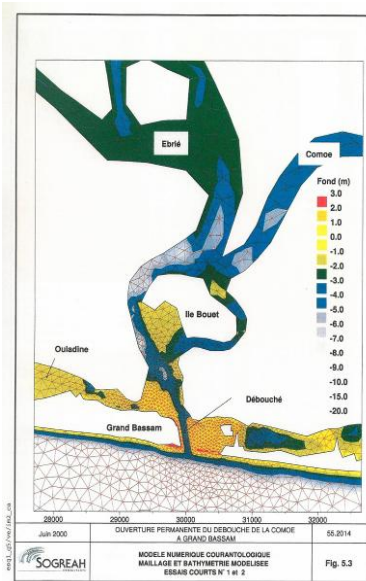 Ebrié
Comoe
Fond (m)
3.0
2.0
1.0
0.0
-1.0
-2.0
-3.0
-4.0
-5.0
-6.0
-7.0
-8.0
-9.0
-10.0
-15.0
-20.0
Ile Bouet
Ouladine
Débouché
Grand Bassam
28000 29000 30000 31000 32000
Juin 2000
OUVERTURE PERMANENTE DU DEBOUCHE DE LA COMOE
A GRAND BASSAM
55.2014
SOGREAH
MODELE NUMERIQUE COURANTOLOGIQUE
MAILLAGE ET BATHYMETRIE MODELISEE
ESSAIS COURTS N° 1 et 2
Fig. 5.3